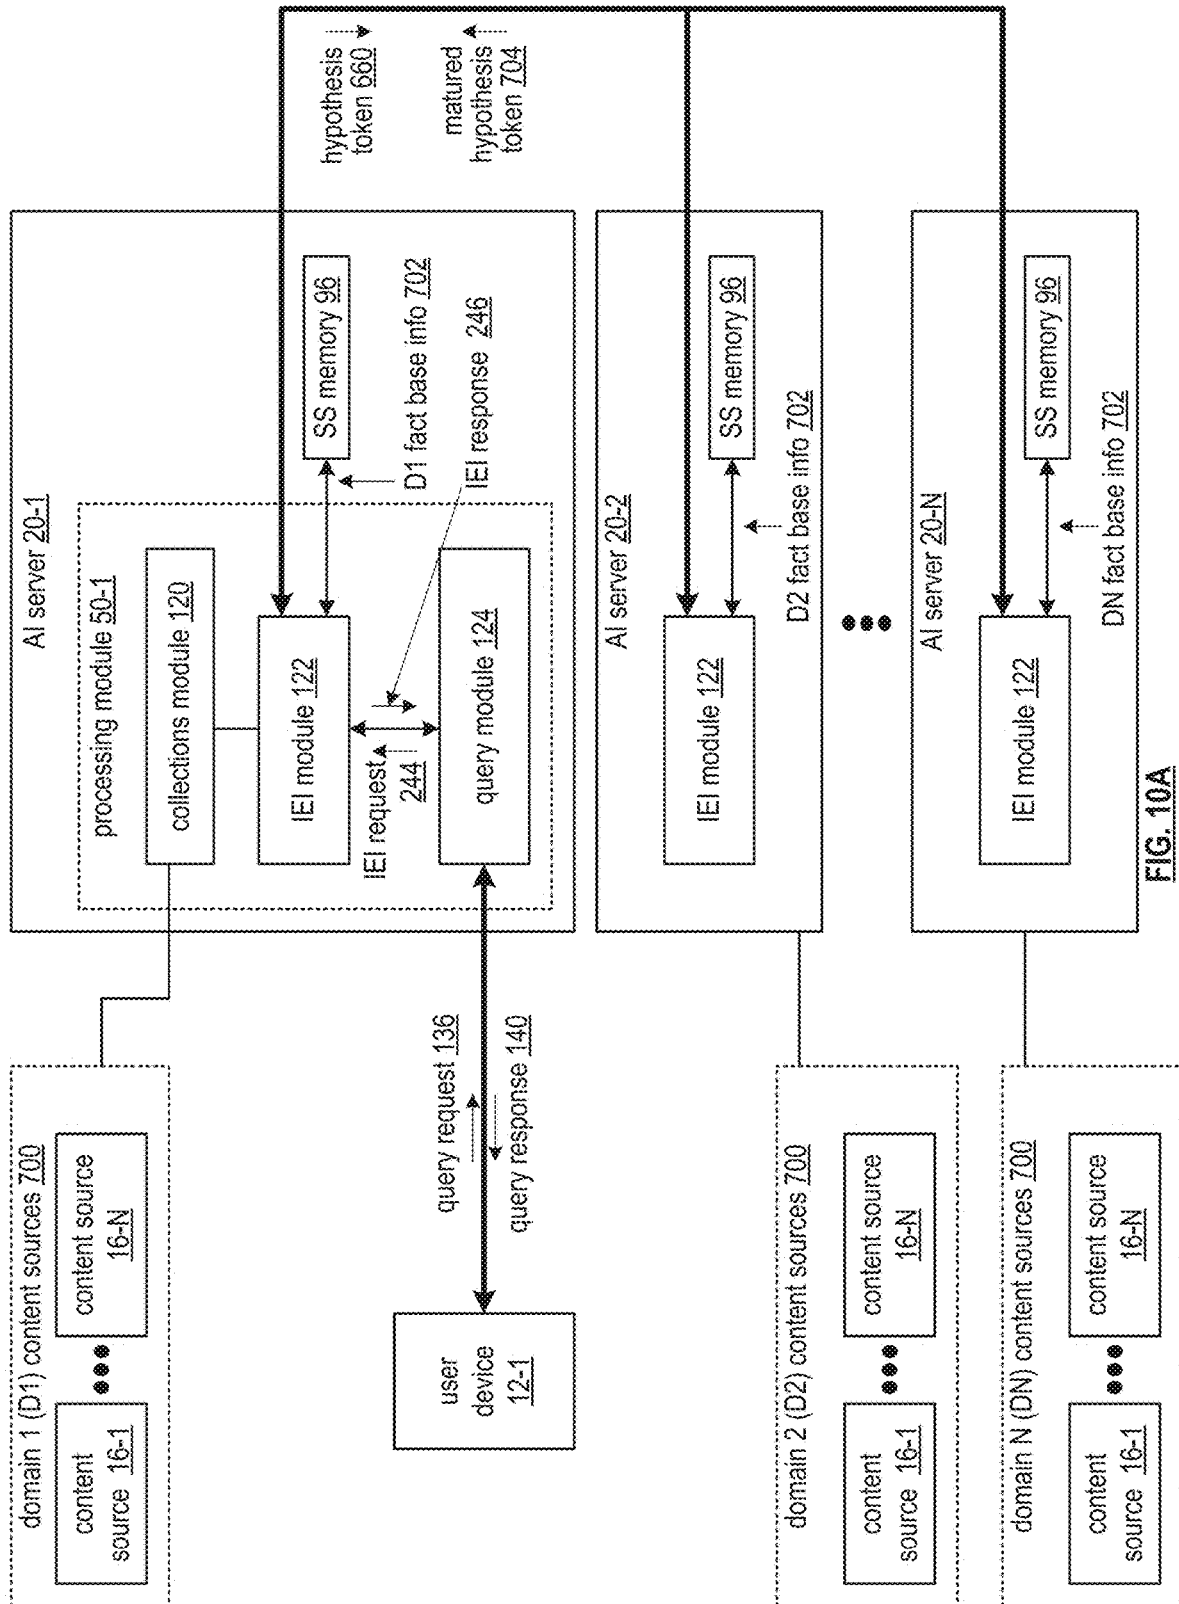 domain 1 (D1) content sources 700
content
source 16-1
content source
16-N
AI server 20-1
processing module 50-1
collections module 120
IEI module 122
SS memory 96
D1 fact base info 702
IEI request
244
IEI response 246
query module 124
hypothesis
token 660
matured
hypothesis
token 704
user
device
12-1
query request 136
query response 140
domain 2 (D2) content sources 700
content
source 16-1
content source
16-N
AI server 20-2
IEI module 122
SS memory 96
D2 fact base info 702
domain N (DN) content sources 700
content
source 16-1
content source
16-N
AI server 20-N
IEI module 122
SS memory 96
DN fact base info 702
FIG. 10A